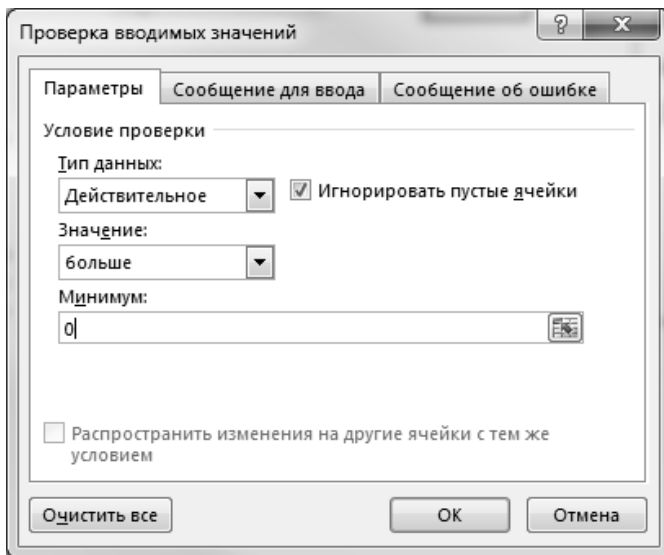 Проверка вводимых значений
?
Параметры Сообщение для ввода Сообщение об ошибке
Условие проверки
Тип данных:
Действительное Игнорировать пустые ячейки
Значение:
больше
Минимум:
0
Распространить изменения на другие ячейки с тем же
условием
Очистить все ОК Отмена